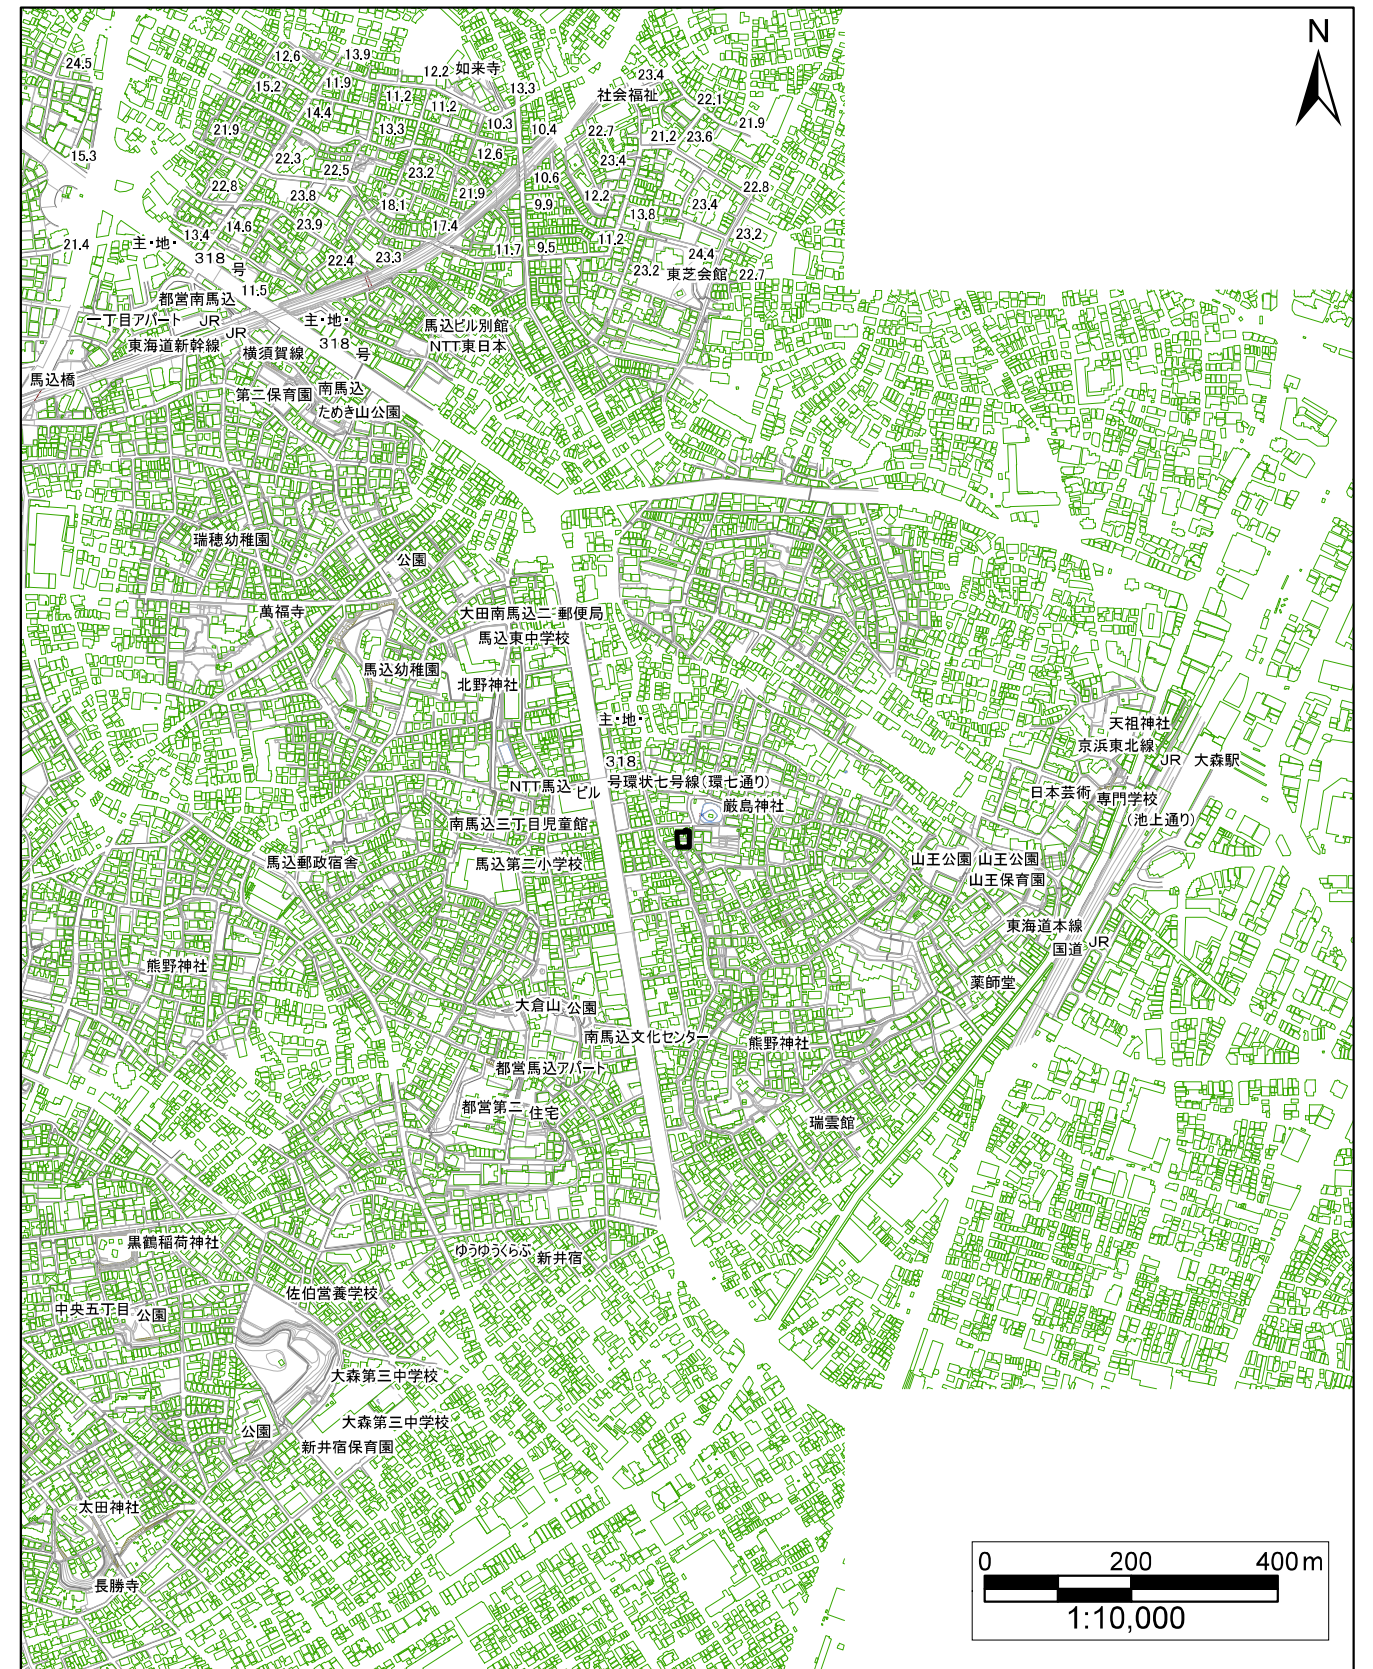 N
12.6
13.9
24.5
12.2
如来寺
23.4
15.2
11.9
13.3
社会福祉
11.2
11.2
22.1
14.4
21.9
13.3
10.3
10.4
22.7
21.2
23.6
21.9
15.3
22.3
22.5
12.6
23.4
23.2
10.6
22.8
22.8
23.8
21.9
12.2
18.1
9.9
23.4
13.8
13.4
14.6
23.9
17.4
23.2
21.4
主・地・
11.7
9.5
11.2
318
号
22.4
23.3
24.4
23.2
東芝会館
22.7
11.5
都営南馬込
一丁目アパート
JR
主・地・
318
号
馬込ビル別館
NTT東日本
JR
東海道新幹線
横須賀線
馬込橋
第二保育園
南馬込
ためき山公園
瑞穂幼稚園
公園
萬福寺
大田南馬込二
郵便局
馬込東中学校
馬込幼稚園
北野神社
主・地・
318
号環状七号線(環七通り)
天祖神社
京浜東北線
JR
大森駅
NTT馬込
ビル
日本芸術
専門学校
(池上通り)
厳島神社
南馬込三丁目児童館
馬込郵政宿舎
馬込第二小学校
山王公園
山王公園
山王保育園
東海道本線
国道
JR
熊野神社
薬師堂
大倉山
公園
南馬込文化センター
熊野神社
都営馬込アパート
都営第二
住宅
瑞雲館
黒鶴稲荷神社
ゆうゆうくらぶ
新井宿
佐伯営養学校
中央五丁目
公園
大森第三中学校
大森第三中学校
公園
新井宿保育園
太田神社
長勝寺
0
200
400m
1:10,000